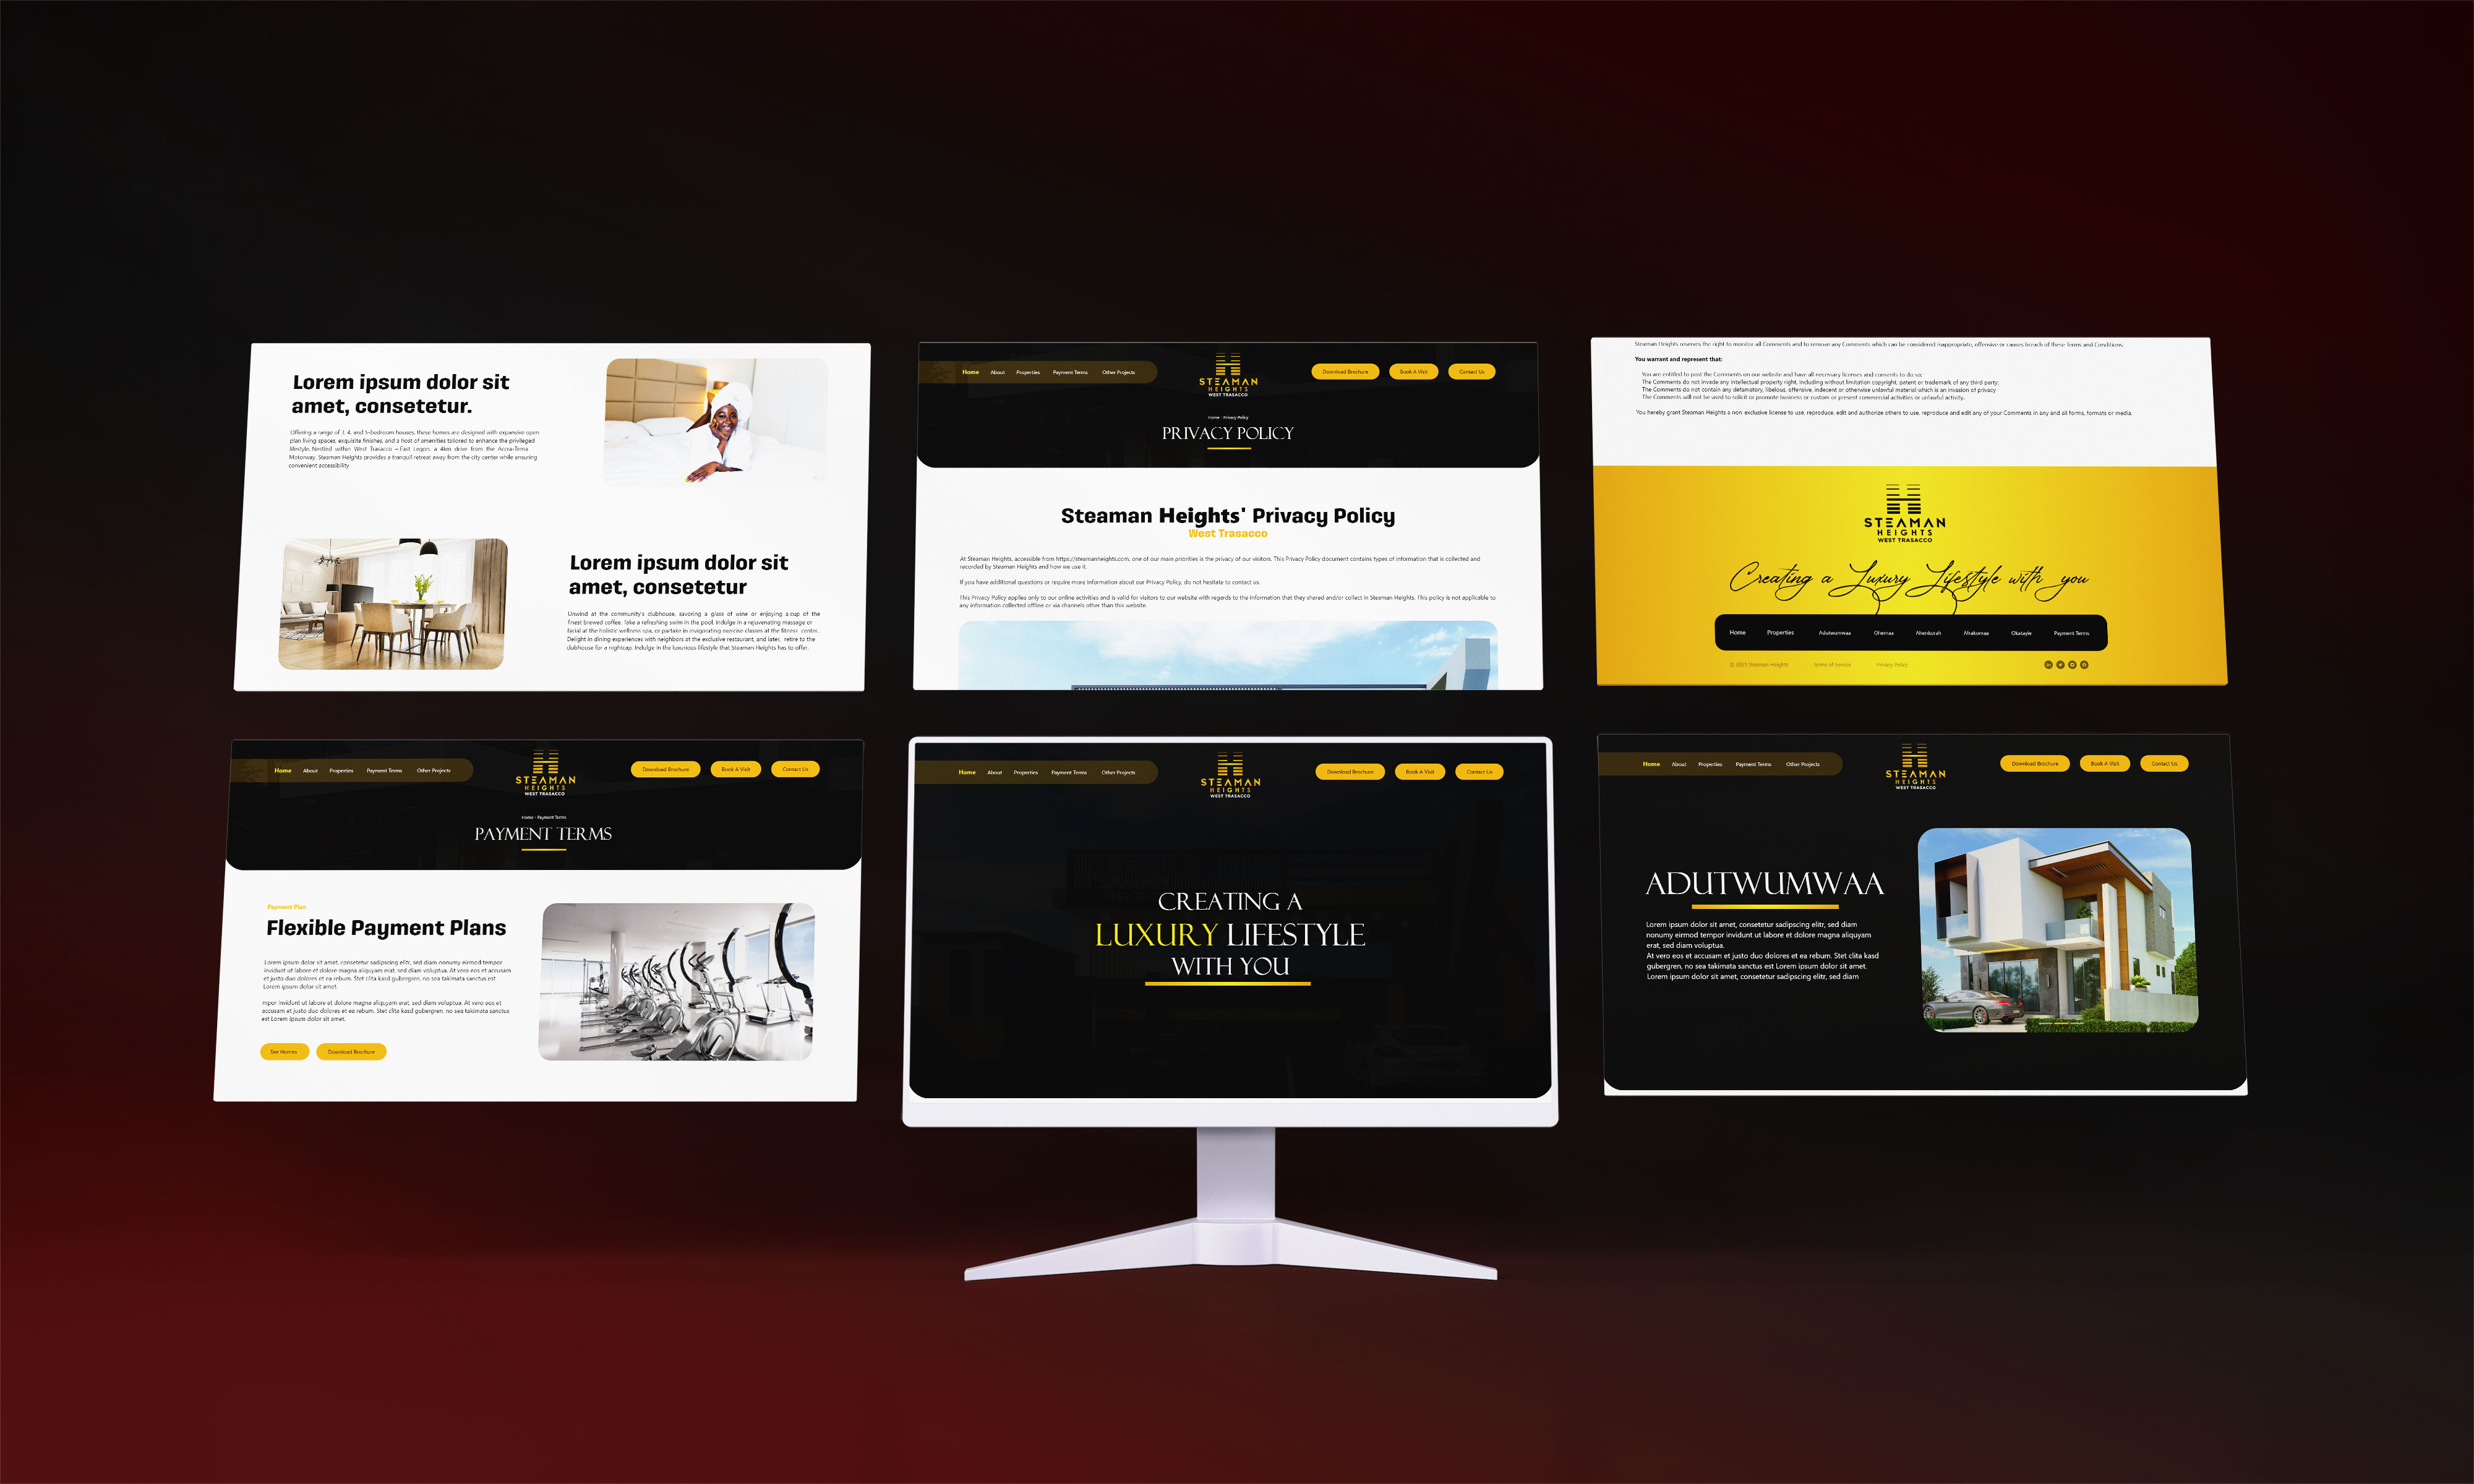 Lorem ipsum dolor sit
amet, consetetur.
Offering a range of 3, 4, and 5-bedroom houses, these homes are designed with expansive open
plan living spaces, exquisite finishes, and a host of amenities tailored to enhance the privileged
lifestyle. Nestled within West Trasacco – East Legon, a 4km drive from the Accra-Tema
Motorway, Steaman Heights provides a tranquil retreat away from the city center while ensuring
convenient accessibility
Lorem ipsum dolor sit
amet, consetetur
Unwind at the community's clubhouse, savoring a glass of wine or enjoying a cup of the
finest brewed coffee. Take a refreshing swim in the pool. Indulge in a rejuvenating massage or
facial at the holistic wellness spa, or partake in invigorating exercise classes at the fitness center.
Delight in dining experiences with neighbors at the exclusive restaurant, and later, retire to the
clubhouse for a nightcap. Indulge in the luxurious lifestyle that Steaman Heights has to offer.
Home About Properties Payment Terms Other Projects
STEAMAN
HEIGHTS
WEST TRASACCO
Download Brochure Book A Visit Contact Us
Home - Privacy Policy
PRIVACY POLICY
Steaman Heights' Privacy Policy
West Trasacco
At Steaman Heights, accessible from https://steamanheights.com, one of our main priorities is the privacy of our visitors. This Privacy Policy document contains types of information that is collected and
recorded by Steaman Heights and how we use it.
If you have additional questions or require more information about our Privacy Policy, do not hesitate to contact us.
This Privacy Policy applies only to our online activities and is valid for visitors to our website with regards to the information that they shared and/or collect in Steaman Heights. This policy is not applicable to
any information collected offline or via channels other than this website.
Steaman Heights reserves the right to monitor all Comments and to remove any Comments which can be considered inappropriate, offensive or causes breach of these Terms and Conditions.
You warrant and represent that:
You are entitled to post the Comments on our website and have all necessary licenses and consents to do so;
The Comments do not invade any intellectual property right, including without limitation copyright, patent or trademark of any third party;
The Comments do not contain any defamatory, libelous, offensive, indecent or otherwise unlawful material which is an invasion of privacy
The Comments will not be used to solicit or promote business or custom or present commercial activities or unlawful activity.
You hereby grant Steaman Heights a non-exclusive license to use, reproduce, edit and authorize others to use, reproduce and edit any of your Comments in any and all forms, formats or media.
STEAMAN
HEIGHTS
WEST TRASACCO
Creating a Luxury Lifestyle with you
Home Properties Adutwumwaa Ohemaa Ahenkorah Afrakomaa Okatayie Payment Terms
© 2023 Steaman Heights Terms of Service Privacy Policy
Home About Properties Payment Terms Other Projects
STEAMAN
HEIGHTS
WEST TRASACCO
Download Brochure Book A Visit Contact Us
Home - Payment Terms
PAYMENT TERMS
Payment Plan
Flexible Payment Plans
Lorem ipsum dolor sit amet, consetetur sadipscing elitr, sed diam nonumy eirmod tempor
invidunt ut labore et dolore magna aliquyam erat, sed diam voluptua. At vero eos et accusam
et justo duo dolores et ea rebum. Stet clita kasd gubergren, no sea takimata sanctus est
Lorem ipsum dolor sit amet.
mpor invidunt ut labore et dolore magna aliquyam erat, sed diam voluptua. At vero eos et
accusam et justo duo dolores et ea rebum. Stet clita kasd gubergren, no sea takimata sanctus
est Lorem ipsum dolor sit amet.
See Homes Download Brochure
Home About Properties Payment Terms Other Projects
STEAMAN
HEIGHTS
WEST TRASACCO
Download Brochure Book A Visit Contact Us
CREATING A
LUXURY LIFESTYLE
WITH YOU
Home About Properties Payment Terms Other Projects
STEAMAN
HEIGHTS
WEST TRASACCO
Download Brochure Book A Visit Contact Us
ADUTWUMWAA
Lorem ipsum dolor sit amet, consetetur sadipscing elitr, sed diam
nonumy eirmod tempor invidunt ut labore et dolore magna aliquyam
erat, sed diam voluptua.
At vero eos et accusam et justo duo dolores et ea rebum. Stet clita kasd
gubergren, no sea takimata sanctus est Lorem ipsum dolor sit amet.
Lorem ipsum dolor sit amet, consetetur sadipscing elitr, sed diam